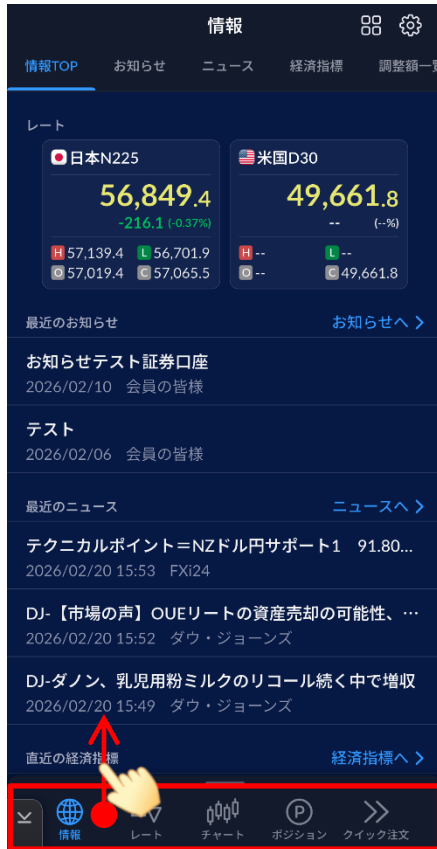 情報
情報TOP お知らせ ニュース 経済指標 調整額一覧
レート
日本N225
56,849.4
-216.1 (-0.37%)
H 57,139.4 L 56,701.9
O 57,019.4 C 57,065.5
米国D30
49,661.8
-- (--%)
H -- L --
O -- C 49,661.8
最近のお知らせ お知らせへ
お知らせテスト証券口座
2026/02/10 会員の皆様
テスト
2026/02/06 会員の皆様
最近のニュース ニュースへ
テクニカルポイント=NZドル円サポート1 91.80...
2026/02/20 15:53 FXi24
DJ-【市場の声】OUEリートの資産売却の可能性、…
2026/02/20 15:52 ダウ・ジョーンズ
DJ-ダノン、乳児用粉ミルクのリコール続く中で増収
2026/02/20 15:49 ダウ・ジョーンズ
直近の経済指標 経済指標へ
情報 レート チャート P ポジション クイック注文